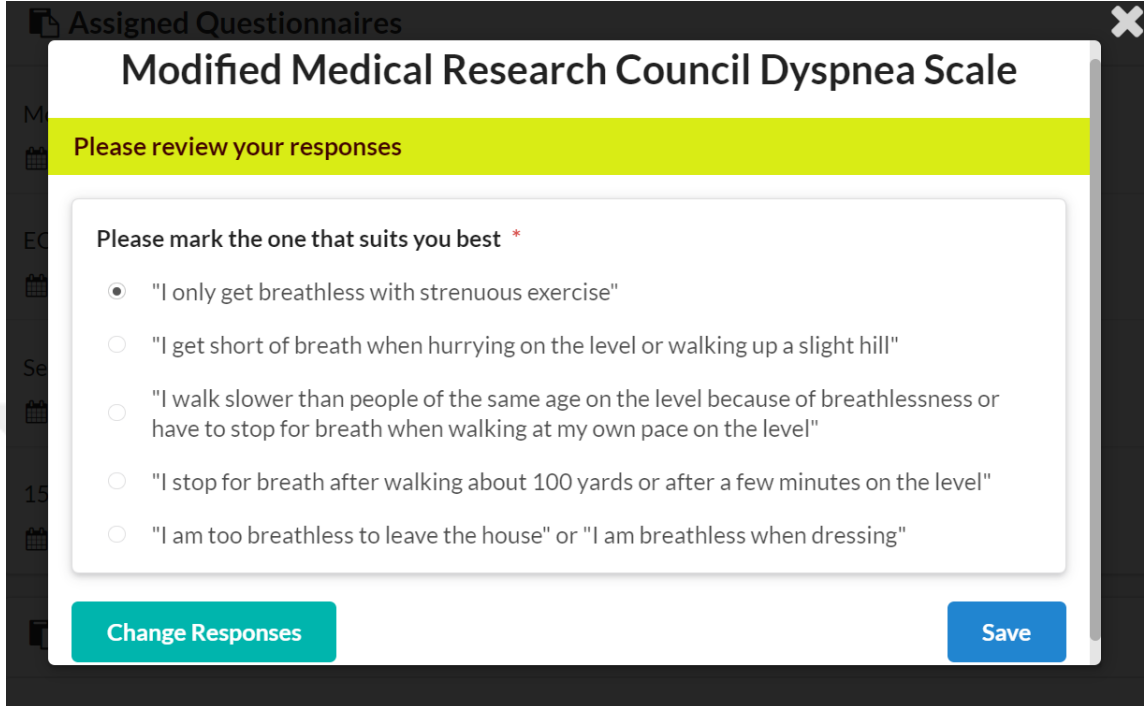 Assigned Questionnaires
Modified Medical Research Council Dyspnea Scale
Please review your responses
Please mark the one that suits you best *
"I only get breathless with strenuous exercise"
"I get short of breath when hurrying on the level or walking up a slight hill"
"I walk slower than people of the same age on the level because of breathlessness or
have to stop for breath when walking at my own pace on the level"
"I stop for breath after walking about 100 yards or after a few minutes on the level"
"I am too breathless to leave the house" or "I am breathless when dressing"
Change Responses
Save